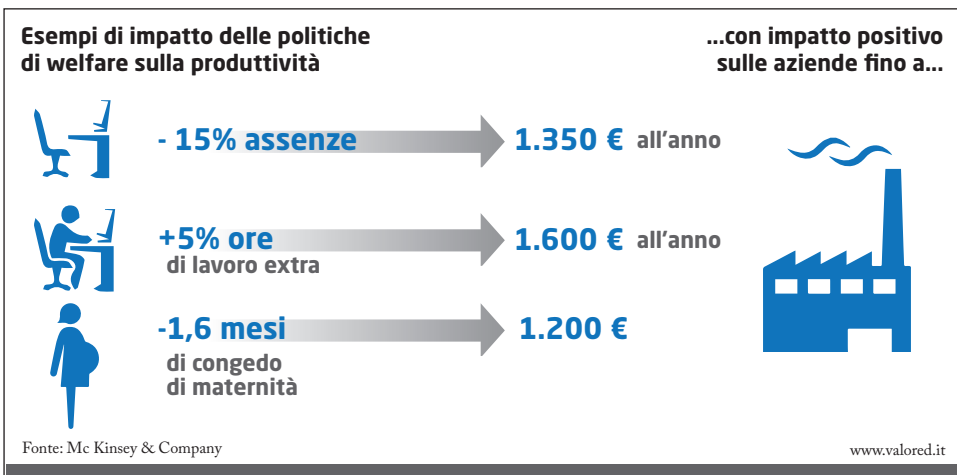 Esempi di impatto delle politiche
di welfare sulla produttività
...con impatto positivo
sulle aziende fino a...
- 15% assenze
1.350 € all'anno
+5% ore
di lavoro extra
1.600 € all'anno
-1,6 mesi
di congedo
di maternità
1.200 €
Fonte: Mc Kinsey & Company
www.valored.it